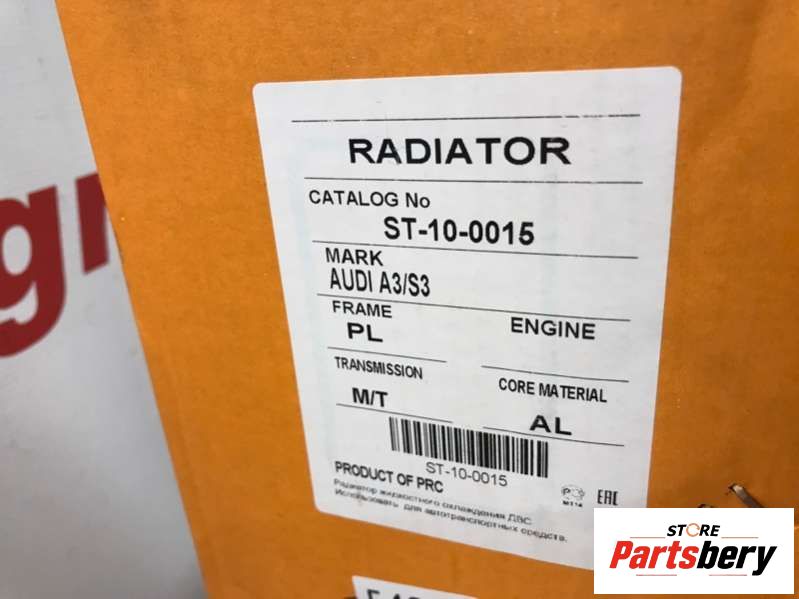 RADIATOR
CATALOG No
ST-10-0015
MARK
AUDI A3/S3
FRAME
PL
ENGINE
TRANSMISSION
M/T
CORE MATERIAL
AL
ST-10-0015
PRODUCT OF PRC
EAC
Радиатор жидкостного охлаждения ДВС.
Использовать для автотранспортных средств.
gr
STORE
Partsbery